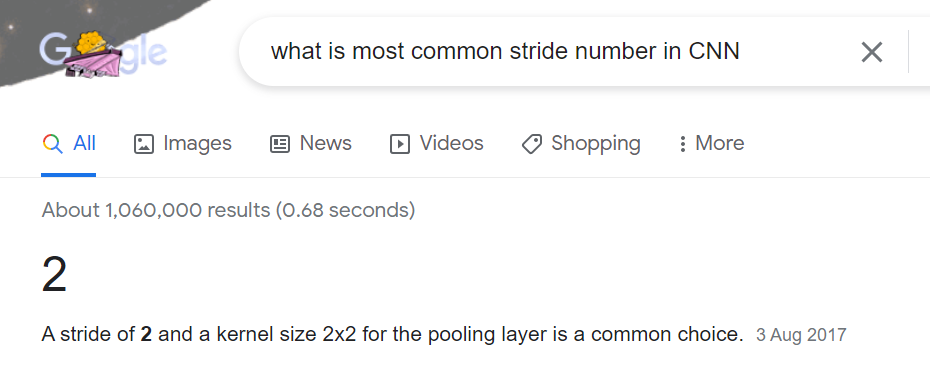 Google
what is most common stride number in CNN
All Images News Videos Shopping More
About 1,060,000 results (0.68 seconds)
2
A stride of 2 and a kernel size 2x2 for the pooling layer is a common choice. 3 Aug 2017